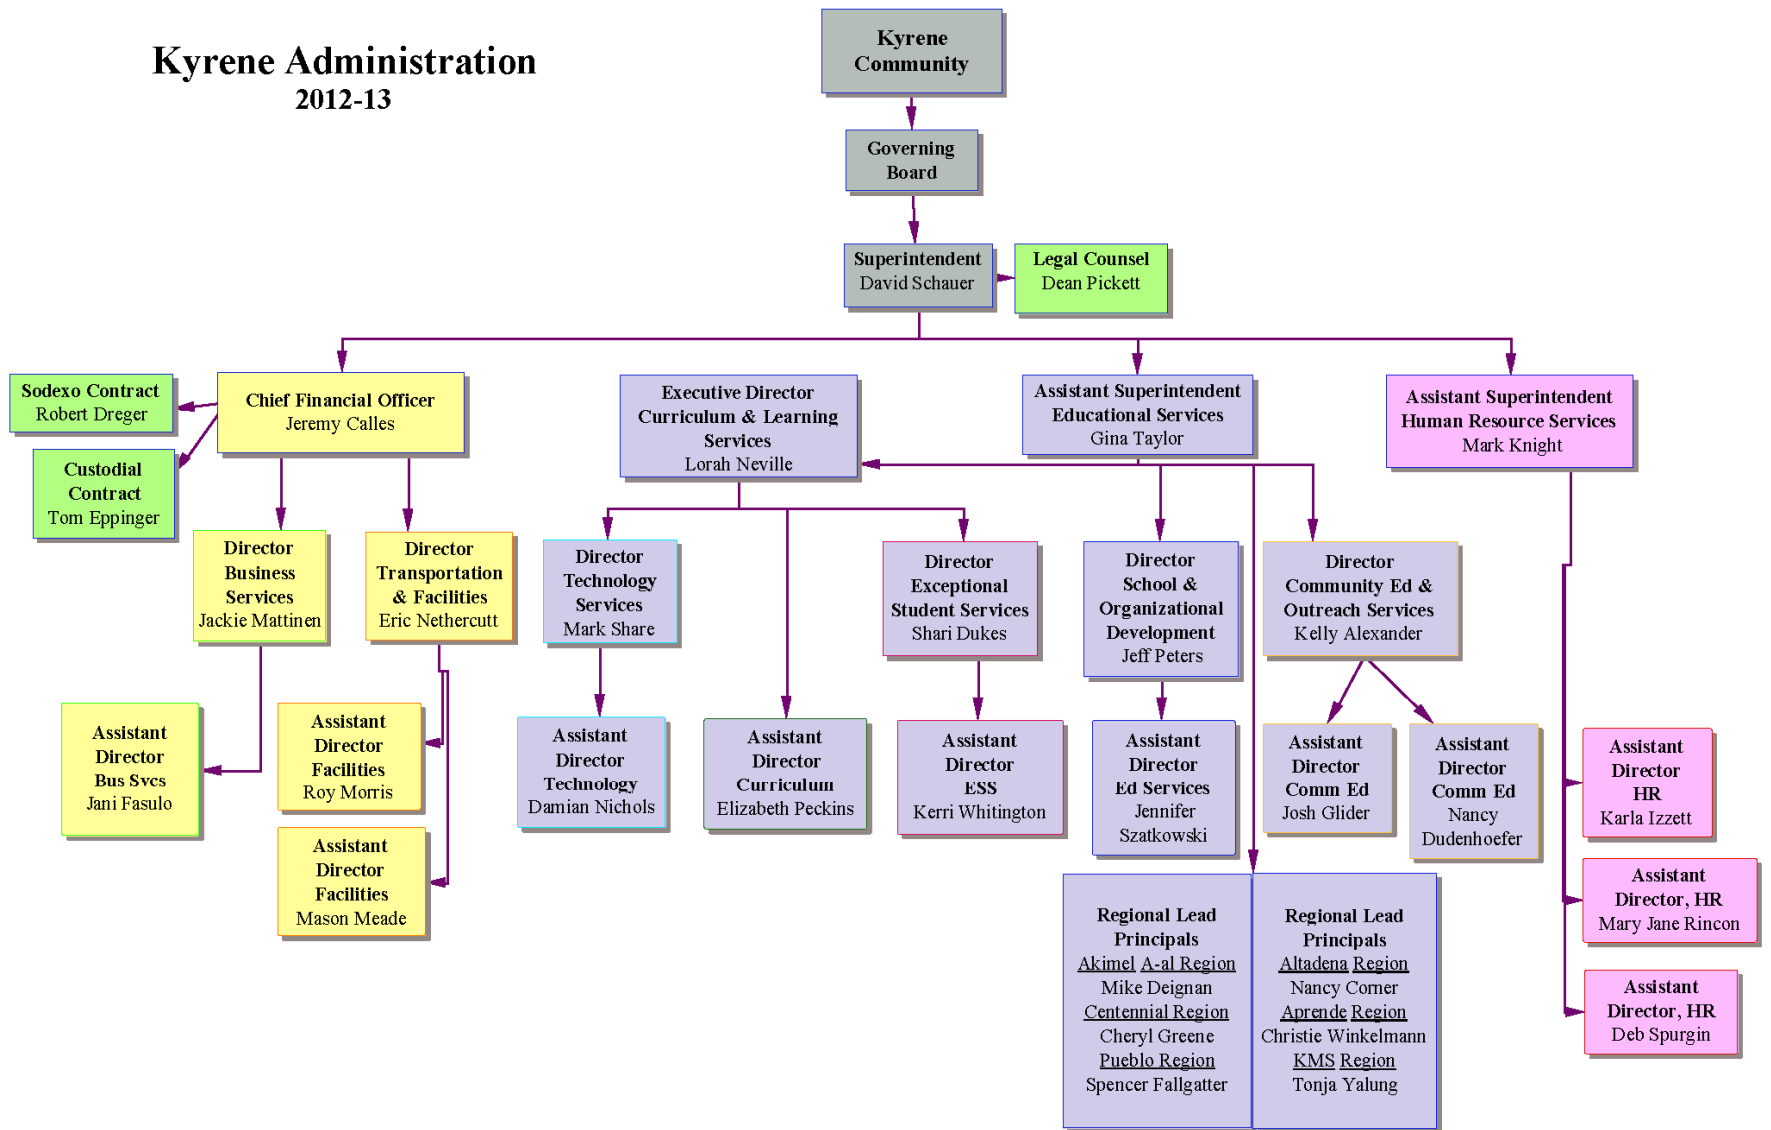 Kyrene Administration
2012-13
Kyrene
Community
Governing
Board
Superintendent
David Schauer
Legal Counsel
Dean Pickett
Sodexo Contract
Robert Dreger
Custodial
Contract
Tom Eppinger
Chief Financial Officer
Jeremy Calles
Executive Director
Curriculum & Learning
Services
Lorah Neville
Assistant Superintendent
Educational Services
Gina Taylor
Assistant Superintendent
Human Resource Services
Mark Knight
Director
Business
Services
Jackie Mattinen
Director
Transportation
& Facilities
Eric Nethercutt
Director
Technology
Services
Mark Share
Director
Exceptional
Student Services
Shari Dukes
Director
School &
Organizational
Development
Jeff Peters
Director
Community Ed &
Outreach Services
Kelly Alexander
Assistant
Director
Bus Svcs
Jani Fasulo
Assistant
Director
Facilities
Roy Morris
Assistant
Director
Facilities
Mason Meade
Assistant
Director
Technology
Damian Nichols
Assistant
Director
Curriculum
Elizabeth Peckins
Assistant
Director
ESS
Kerri Whitington
Assistant
Director
Ed Services
Jennifer
Szatkowski
Assistant
Director
Comm Ed
Josh Glider
Assistant
Director
Comm Ed
Nancy
Dudenhoefer
Assistant
Director
HR
Karla Izzett
Assistant
Director, HR
Mary Jane Rincon
Assistant
Director, HR
Deb Spurgin
Regional Lead
Principals
Akimel A-al Region
Mike Deignan
Centennial Region
Cheryl Greene
Pueblo Region
Spencer Fallgatter
Regional Lead
Principals
Altadena Region
Nancy Corner
Aprende Region
Christie Winkelmann
KMS Region
Tonja Yalung